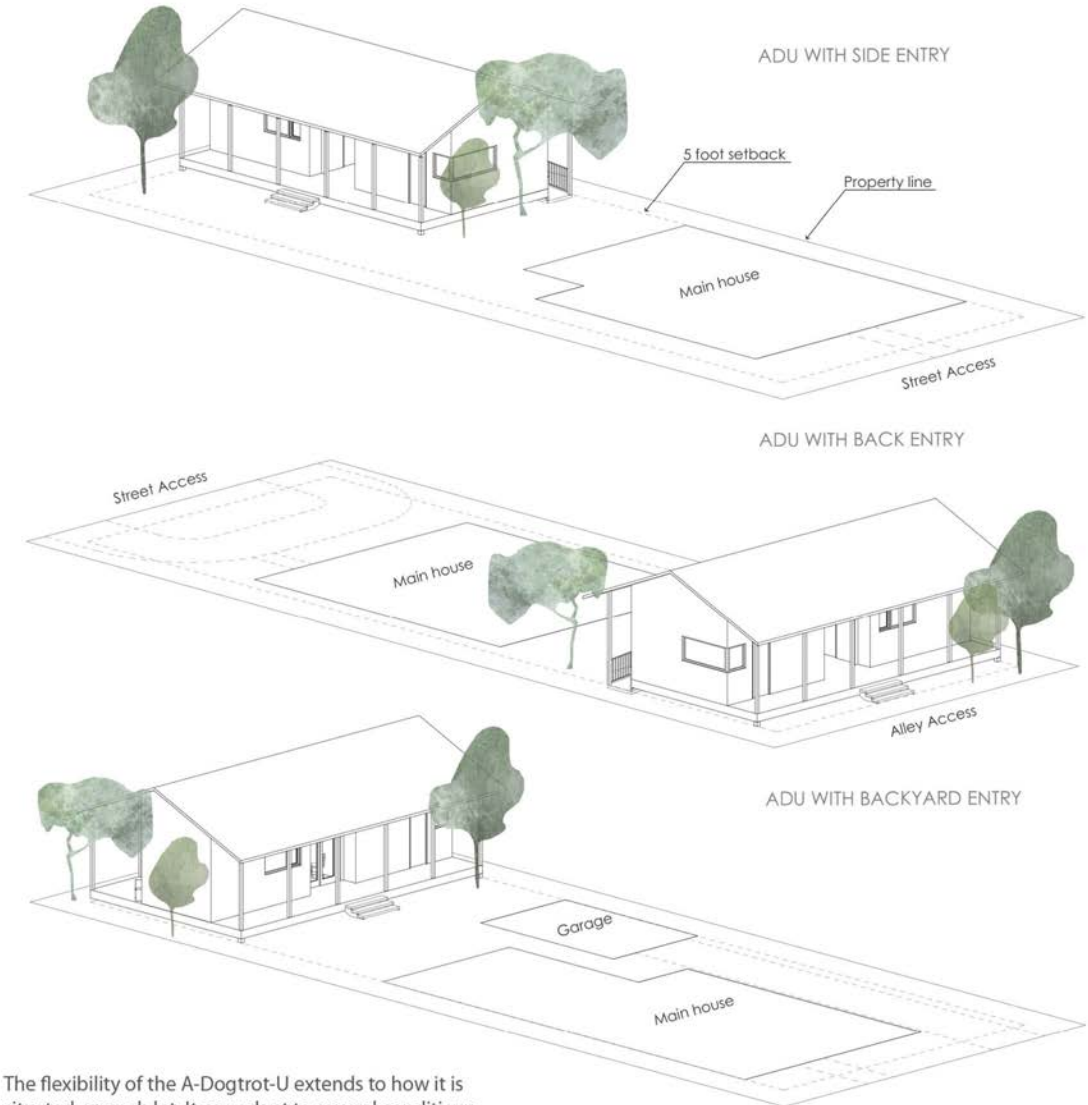 ADU WITH SIDE ENTRY
5 foot setback
Property line
Main house
Street Access
ADU WITH BACK ENTRY
Street Access
Main house
Alley Access
ADU WITH BACKYARD ENTRY
Garage
Main house
The flexibility of the A-Dogtrot-U extends to how it is